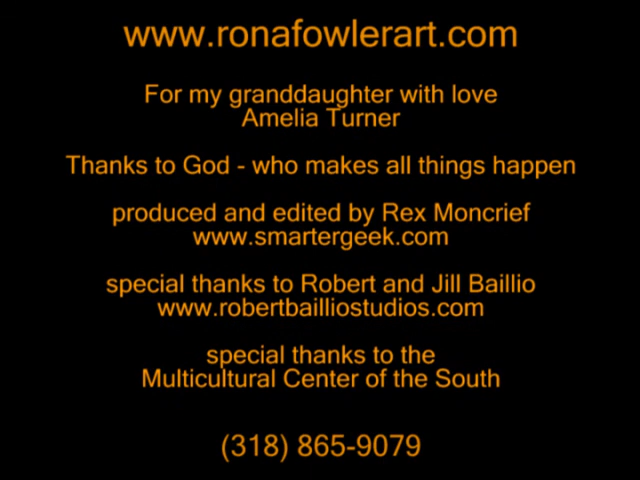 www.ronafowlerart.com
For my granddaughter with love
Amelia Turner
Thanks to God - who makes all things happen
produced and edited by Rex Moncrief
www.smartergeek.com
special thanks to Robert and Jill Baillio
www.robertbailliostudios.com
special thanks to the
Multicultural Center of the South
(318) 865-9079